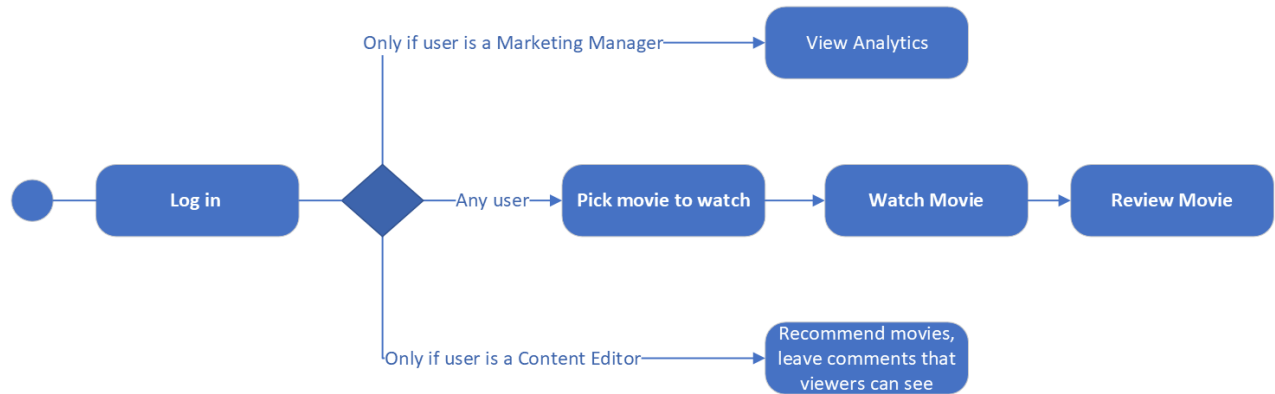 Only if user is a Marketing Manager
View Analytics
Log in
Any user
Pick movie to watch
Watch Movie
Review Movie
Only if user is a Content Editor
Recommend movies,
leave comments that
viewers can see